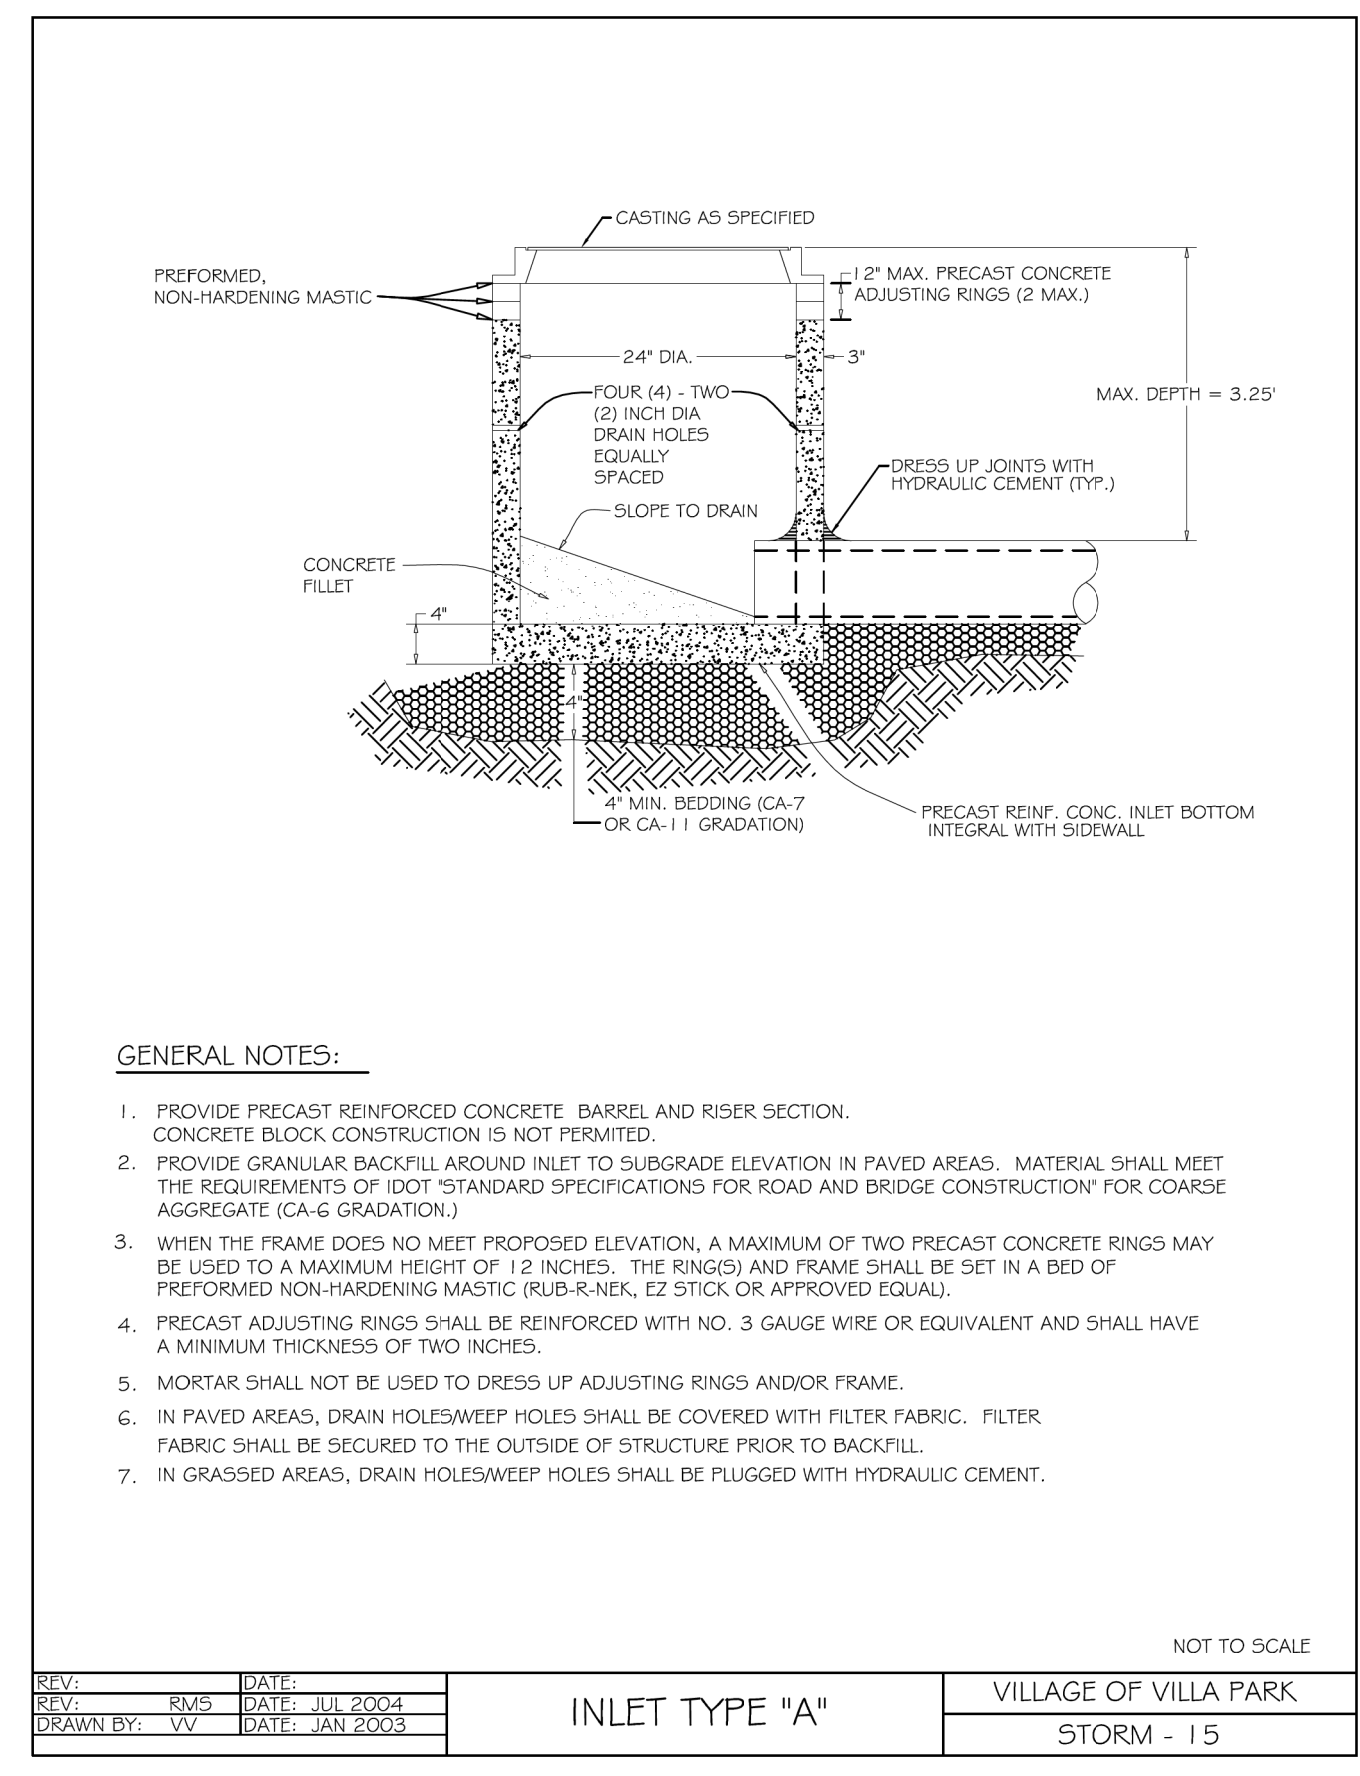 CASTING AS SPECIFIED
PREFORMED,
NON-HARDENING MASTIC
12" MAX. PRECAST CONCRETE
ADJUSTING RINGS (2 MAX.)
24" DIA.
3"
FOUR (4) - TWO
(2) INCH DIA
DRAIN HOLES
EQUALLY
SPACED
MAX. DEPTH = 3.25'
DRESS UP JOINTS WITH
HYDRAULIC CEMENT (TYP.)
SLOPE TO DRAIN
CONCRETE
FILLET
4"
4"
4" MIN. BEDDING (CA-7
OR CA-11 GRADATION)
PRECAST REINF. CONC. INLET BOTTOM
INTEGRAL WITH SIDEWALL
GENERAL NOTES:
1. PROVIDE PRECAST REINFORCED CONCRETE BARREL AND RISER SECTION.
CONCRETE BLOCK CONSTRUCTION IS NOT PERMITED.
2. PROVIDE GRANULAR BACKFILL AROUND INLET TO SUBGRADE ELEVATION IN PAVED AREAS. MATERIAL SHALL MEET
THE REQUIREMENTS OF IDOT "STANDARD SPECIFICATIONS FOR ROAD AND BRIDGE CONSTRUCTION" FOR COARSE
AGGREGATE (CA-6 GRADATION.)
3. WHEN THE FRAME DOES NO MEET PROPOSED ELEVATION, A MAXIMUM OF TWO PRECAST CONCRETE RINGS MAY
BE USED TO A MAXIMUM HEIGHT OF 12 INCHES. THE RING(S) AND FRAME SHALL BE SET IN A BED OF
PREFORMED NON-HARDENING MASTIC (RUB-R-NEK, EZ STICK OR APPROVED EQUAL).
4. PRECAST ADJUSTING RINGS SHALL BE REINFORCED WITH NO. 3 GAUGE WIRE OR EQUIVALENT AND SHALL HAVE
A MINIMUM THICKNESS OF TWO INCHES.
5. MORTAR SHALL NOT BE USED TO DRESS UP ADJUSTING RINGS AND/OR FRAME.
6. IN PAVED AREAS, DRAIN HOLES/WEEP HOLES SHALL BE COVERED WITH FILTER FABRIC. FILTER
FABRIC SHALL BE SECURED TO THE OUTSIDE OF STRUCTURE PRIOR TO BACKFILL.
7. IN GRASSED AREAS, DRAIN HOLES/WEEP HOLES SHALL BE PLUGGED WITH HYDRAULIC CEMENT.
NOT TO SCALE
REV: DATE:
REV: RMS DATE: JUL 2004
DRAWN BY: VV DATE: JAN 2003
INLET TYPE "A"
VILLAGE OF VILLA PARK
STORM - 15